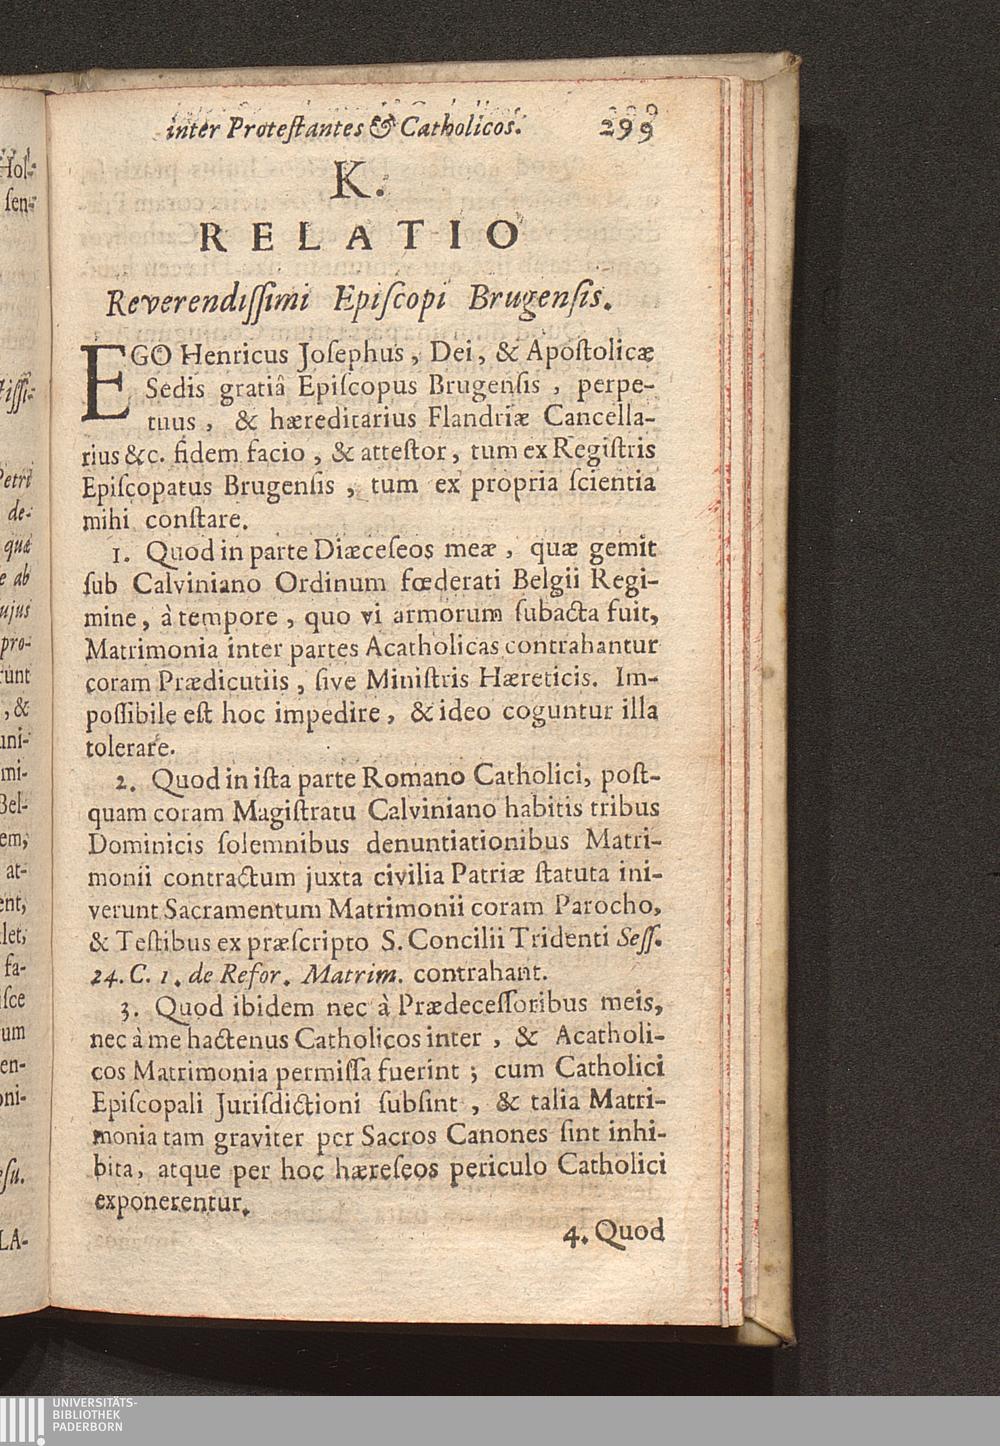 inter Proteſtantes & Catholicos. 299
K.
RELATIO
Reverendiſſimi Epiſcopi Brugenſis.
EGO Henricus Joſephus, Dei, & Apoſtolicæ
Sedis gratiâ Epiſcopus Brugenſis, perpe-
tuus, & hæreditarius Flandriæ Cancella-
rius &c. fidem facio, & atteſtor, tum ex Regiſtris
Epiſcopatus Brugenſis, tum ex propria ſcientia
mihi conſtare.
1. Quod in parte Diæceſeos meæ, quæ gemit
ſub Calviniano Ordinum fœderati Belgii Regi-
mine, à tempore, quo vi armorum ſubacta fuit,
Matrimonia inter partes Acatholicas contrahantur
coram Prædicutiis, ſive Miniſtris Hæreticis. Im-
poſſibile eſt hoc impedire, & ideo coguntur illa
tolerare.
2. Quod in iſta parte Romano Catholici, poſt-
quam coram Magiſtratu Calviniano habitis tribus
Dominicis ſolemnibus denuntiationibus Matri-
monii contractum juxta civilia Patriæ ſtatuta ini-
verunt Sacramentum Matrimonii coram Parocho,
& Teſtibus ex præſcripto S. Concilii Tridenti Seſſ.
24. C. 1. de Refor. Matrim. contrahant.
3. Quod ibidem nec à Prædeceſſoribus meis,
nec à me hactenus Catholicos inter, & Acatholi-
cos Matrimonia permiſſa fuerint; cum Catholici
Epiſcopali Juriſdictioni ſubſint, & talia Matri-
monia tam graviter per Sacros Canones ſint inhi-
bita, atque per hoc hæreſeos periculo Catholici
exponerentur.
4. Quod
UNIVERSITÄTS-
BIBLIOTHEK
PADERBORN